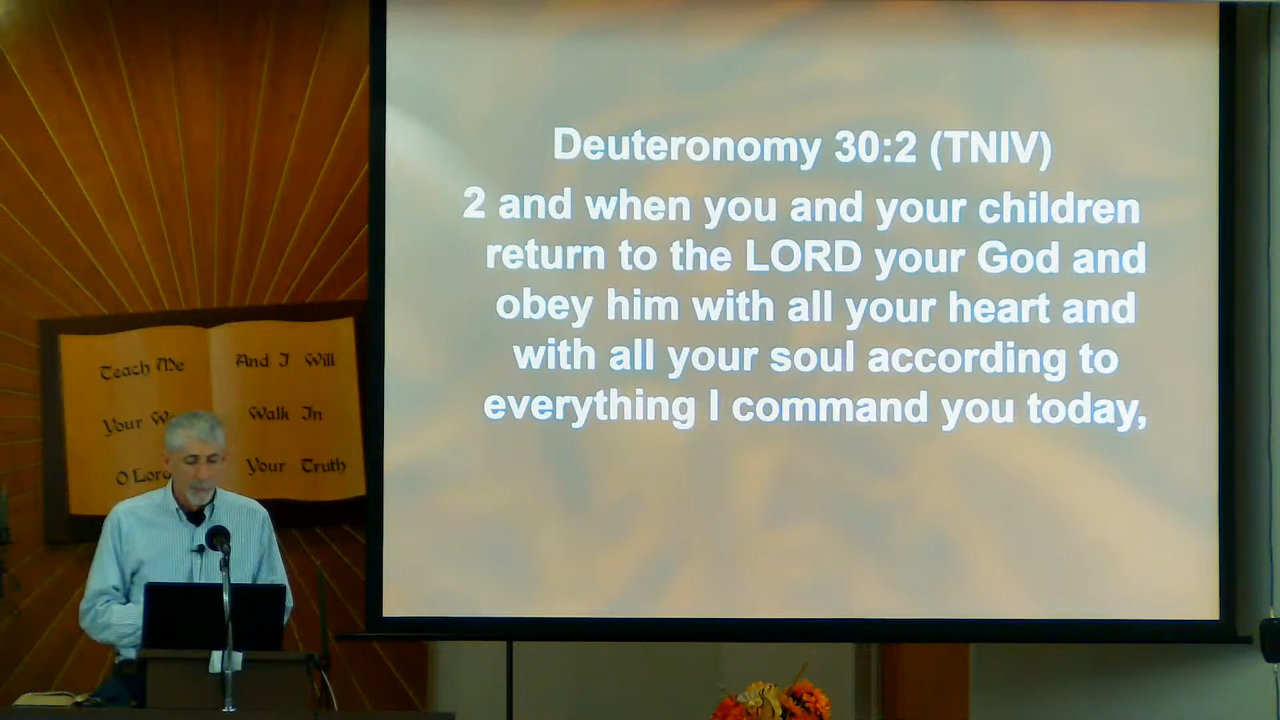 Deuteronomy 30:2 (TNIV)
2 and when you and your children
return to the LORD your God and
obey him with all your heart and
with all your soul according to
everything I command you today,
Teach Me
Your
O Lord
And I Will
Walk In
Your Truth